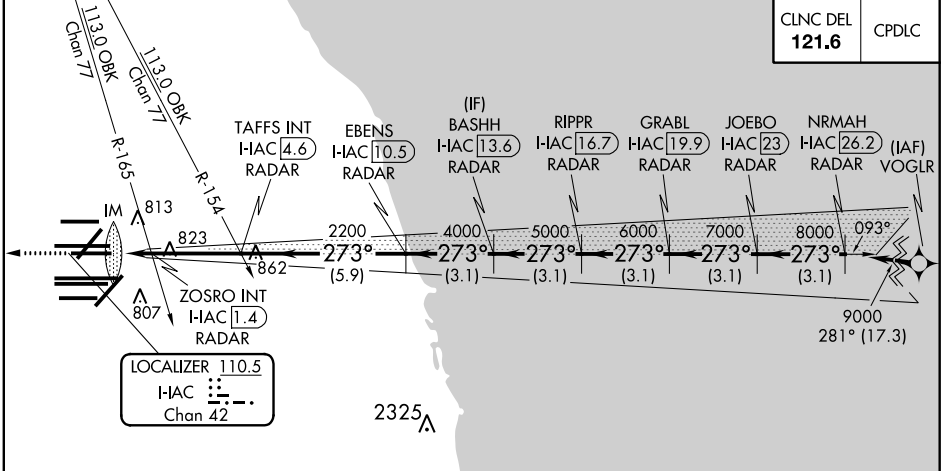 CLNC DEL
121.6
CPDLC
113.0 OBK
Chan 77
113.0 OBK
Chan 77
R-165
R-154
TAFFS INT
I-IAC 4.6
RADAR
EBENS
I-IAC 10.5
RADAR
(IF)
BASHH
I-IAC 13.6
RADAR
RIPPR
I-IAC 16.7
RADAR
GRABL
I-IAC 19.9
RADAR
JOEBO
I-IAC 23
RADAR
NRMAH
I-IAC 26.2
RADAR
(IAF)
VOGLR
IM
813
823
862
807
2200
273°
(5.9)
4000
273°
(3.1)
5000
273°
(3.1)
6000
273°
(3.1)
7000
273°
(3.1)
8000
273°
(3.1)
093°
9000
281° (17.3)
ZOSRO INT
I-IAC 1.4
RADAR
LOCALIZER 110.5
I-IAC
Chan 42
2325